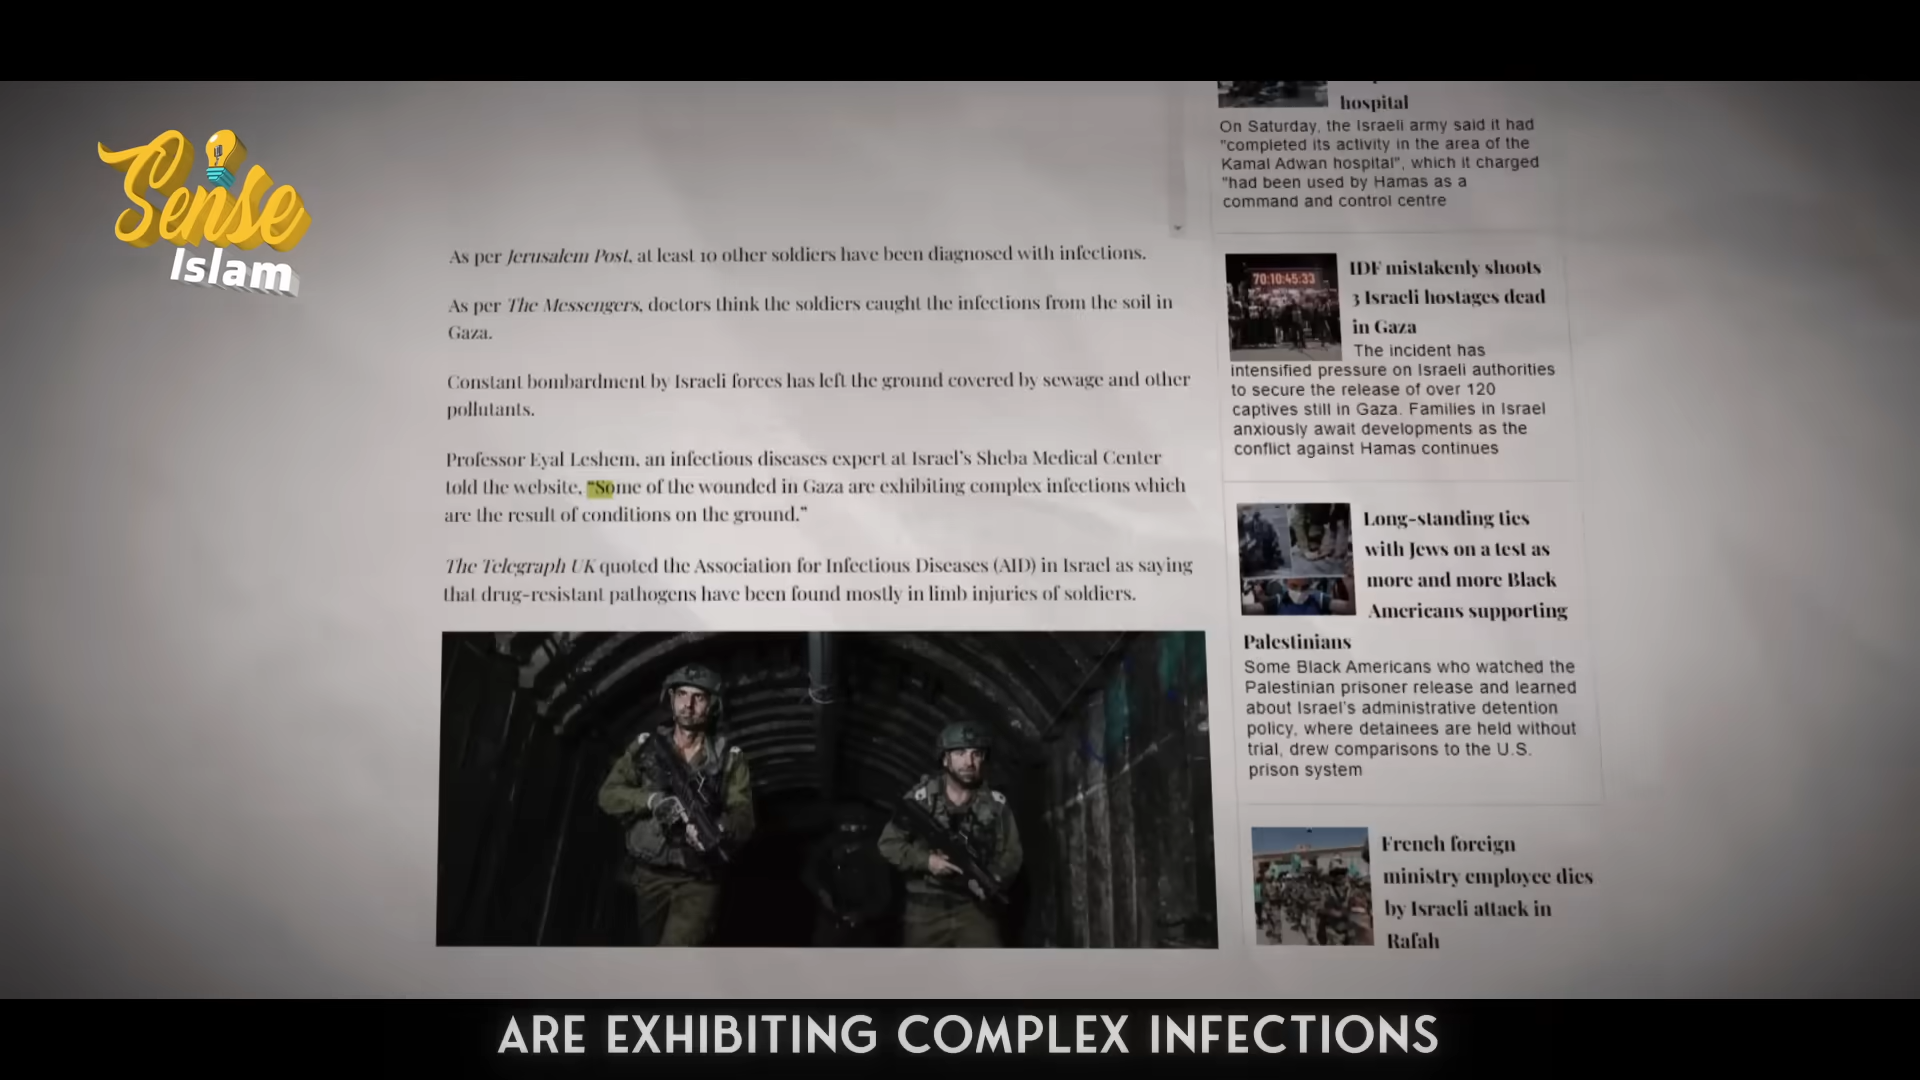 Sense
Islam
As per Jerusalem Post, at least 10 other soldiers have been diagnosed with infections.
As per The Messengers, doctors think the soldiers caught the infections from the soil in
Gaza.
Constant bombardment by Israeli forces has left the ground covered by sewage and other
pollutants.
Professor Eyal Leshem, an infectious diseases expert at Israel's Sheba Medical Center
told the website, “Some of the wounded in Gaza are exhibiting complex infections which
are the result of conditions on the ground.”
The Telegraph UK quoted the Association for Infectious Diseases (AID) in Israel as saying
that drug-resistant pathogens have been found mostly in limb injuries of soldiers.
hospital
On Saturday, the Israeli army said it had
"completed its activity in the area of the
Kamal Adwan hospital", which it charged
"had been used by Hamas as a
command and control centre
70:10:45:33
IDF mistakenly shoots
3 Israeli hostages dead
in Gaza
The incident has
intensified pressure on Israeli authorities
to secure the release of over 120
captives still in Gaza. Families in Israel
anxiously await developments as the
conflict against Hamas continues
Long-standing ties
with Jews on a test as
more and more Black
Americans supporting
Palestinians
Some Black Americans who watched the
Palestinian prisoner release and learned
about Israel's administrative detention
policy, where detainees are held without
trial, drew comparisons to the U.S.
prison system
French foreign
ministry employee dies
by Israeli attack in
Rafah
ARE EXHIBITING COMPLEX INFECTIONS